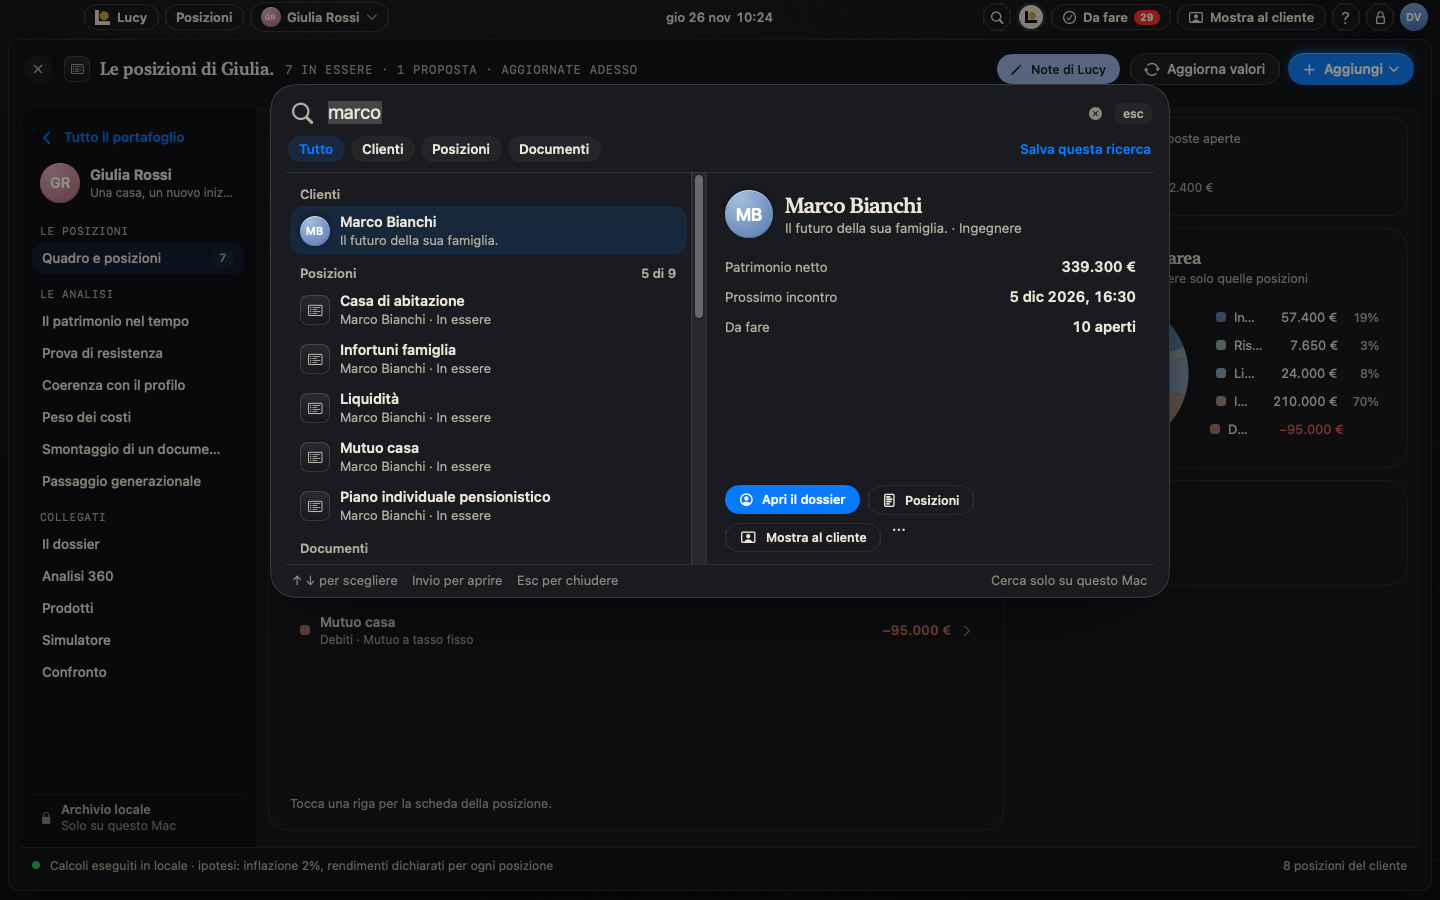 Lucy
Posizioni
GR Giulia Rossi
gio 26 nov 10:24
Da fare 29
Mostra al cliente
?
DV
Le posizioni di Giulia.
7 IN ESSERE · 1 PROPOSTA · AGGIORNATE ADESSO
Note di Lucy
Aggiorna valori
+ Aggiungi
Tutto il portafoglio
GR
Giulia Rossi
Una casa, un nuovo iniz...
LE POSIZIONI
Quadro e posizioni 7
LE ANALISI
Il patrimonio nel tempo
Prova di resistenza
Coerenza con il profilo
Peso dei costi
Smontaggio di un docume...
Passaggio generazionale
COLLEGATI
Il dossier
Analisi 360
Prodotti
Simulatore
Confronto
Archivio locale
Solo su questo Mac
marco
esc
Tutto
Clienti
Posizioni
Documenti
Salva questa ricerca
Clienti
MB
Marco Bianchi
Il futuro della sua famiglia.
Posizioni 5 di 9
Casa di abitazione
Marco Bianchi · In essere
Infortuni famiglia
Marco Bianchi · In essere
Liquidità
Marco Bianchi · In essere
Mutuo casa
Marco Bianchi · In essere
Piano individuale pensionistico
Marco Bianchi · In essere
Documenti
MB
Marco Bianchi
Il futuro della sua famiglia. · Ingegnere
Patrimonio netto 339.300 €
Prossimo incontro 5 dic 2026, 16:30
Da fare 10 aperti
Apri il dossier
Posizioni
Mostra al cliente
...
↑ ↓ per scegliere
Invio per aprire
Esc per chiudere
Cerca solo su questo Mac
poste aperte
2.400 €
area
ere solo quelle posizioni
In... 57.400 € 19%
Ris... 7.650 € 3%
Li... 24.000 € 8%
I... 210.000 € 70%
D... −95.000 €
Mutuo casa
Debiti · Mutuo a tasso fisso
−95.000 €
Tocca una riga per la scheda della posizione.
Calcoli eseguiti in locale · ipotesi: inflazione 2%, rendimenti dichiarati per ogni posizione
8 posizioni del cliente